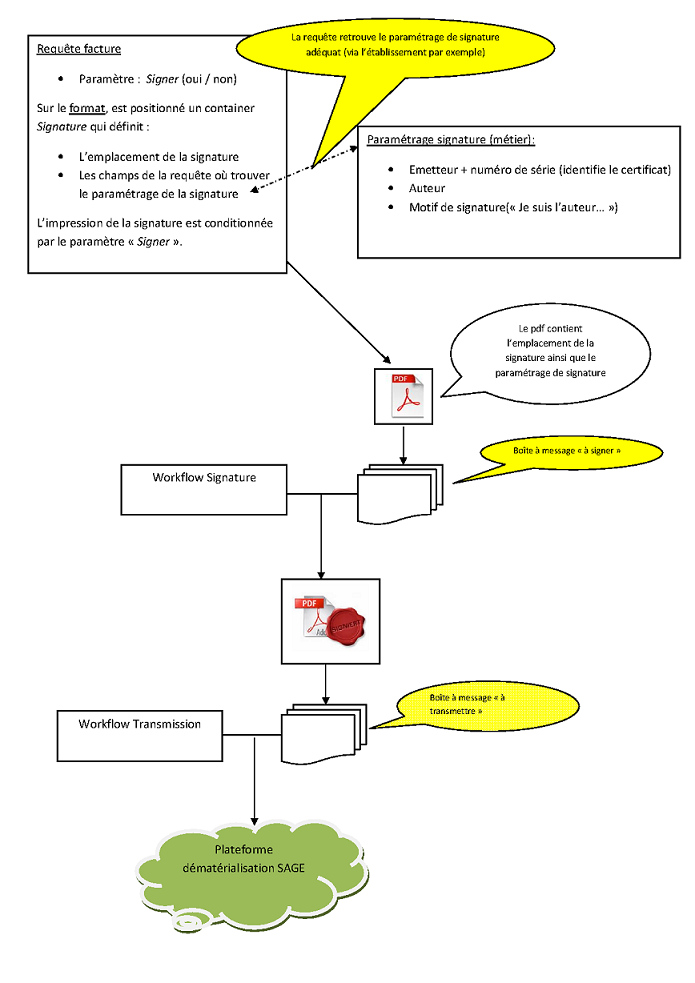 La requête retrouve le paramétrage de signature
adéquat (via l’établissement par exemple)
Requête facture
• Paramètre : Signer (oui / non)
Sur le format, est positionné un container
Signature qui définit :
• L’emplacement de la signature
• Les champs de la requête où trouver
le paramétrage de la signature
L’impression de la signature est conditionnée
par le paramètre « Signer ».
Paramétrage signature (métier):
• Emetteur + numéro de série (identifie le certificat)
• Auteur
• Motif de signature(« Je suis l’auteur… »)
Le pdf contient
l’emplacement de la
signature ainsi que le
paramétrage de signature
PDF
Boîte à message « à signer »
Workflow Signature
PDF
Ado
SIGNIERT
Boîte à message « à
transmettre »
Workflow Transmission
Plateforme
dématérialisation SAGE